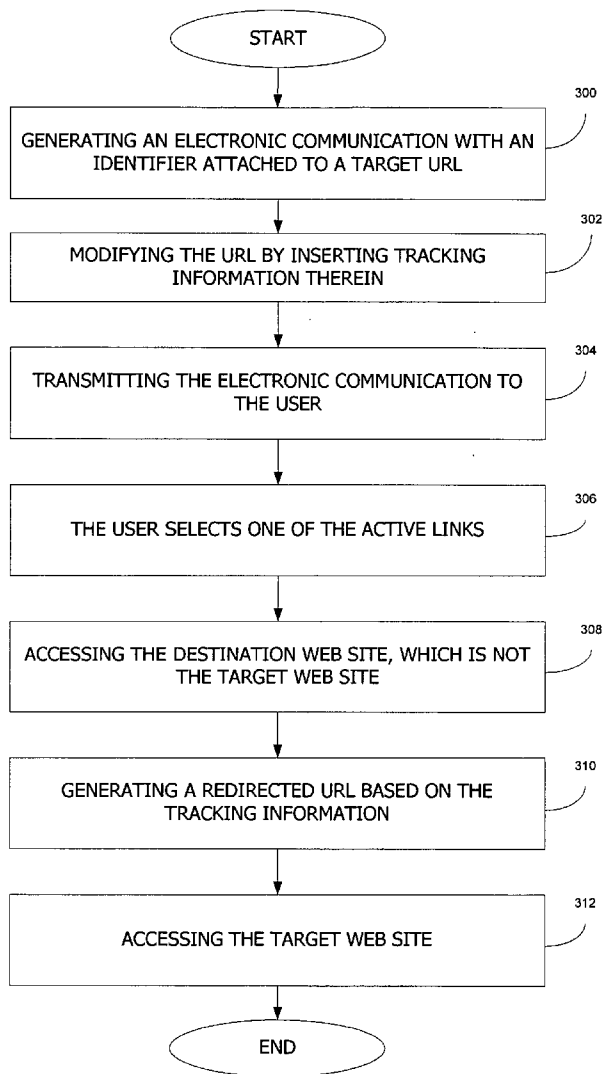 START
300
GENERATING AN ELECTRONIC COMMUNICATION WITH AN
IDENTIFIER ATTACHED TO A TARGET URL
302
MODIFYING THE URL BY INSERTING TRACKING
INFORMATION THEREIN
304
TRANSMITTING THE ELECTRONIC COMMUNICATION TO
THE USER
306
THE USER SELECTS ONE OF THE ACTIVE LINKS
308
ACCESSING THE DESTINATION WEB SITE, WHICH IS NOT
THE TARGET WEB SITE
310
GENERATING A REDIRECTED URL BASED ON THE
TRACKING INFORMATION
312
ACCESSING THE TARGET WEB SITE
END